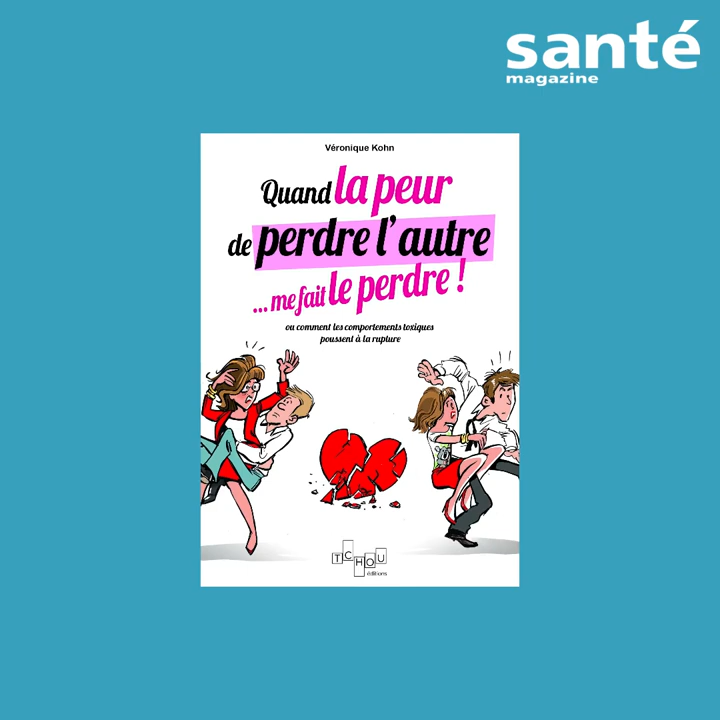 santé
magazine
Véronique Kohn
Quand la peur
de perdre l'autre
...me fait le perdre !
ou comment les comportements toxiques
poussent à la rupture
TCHOU
éditions